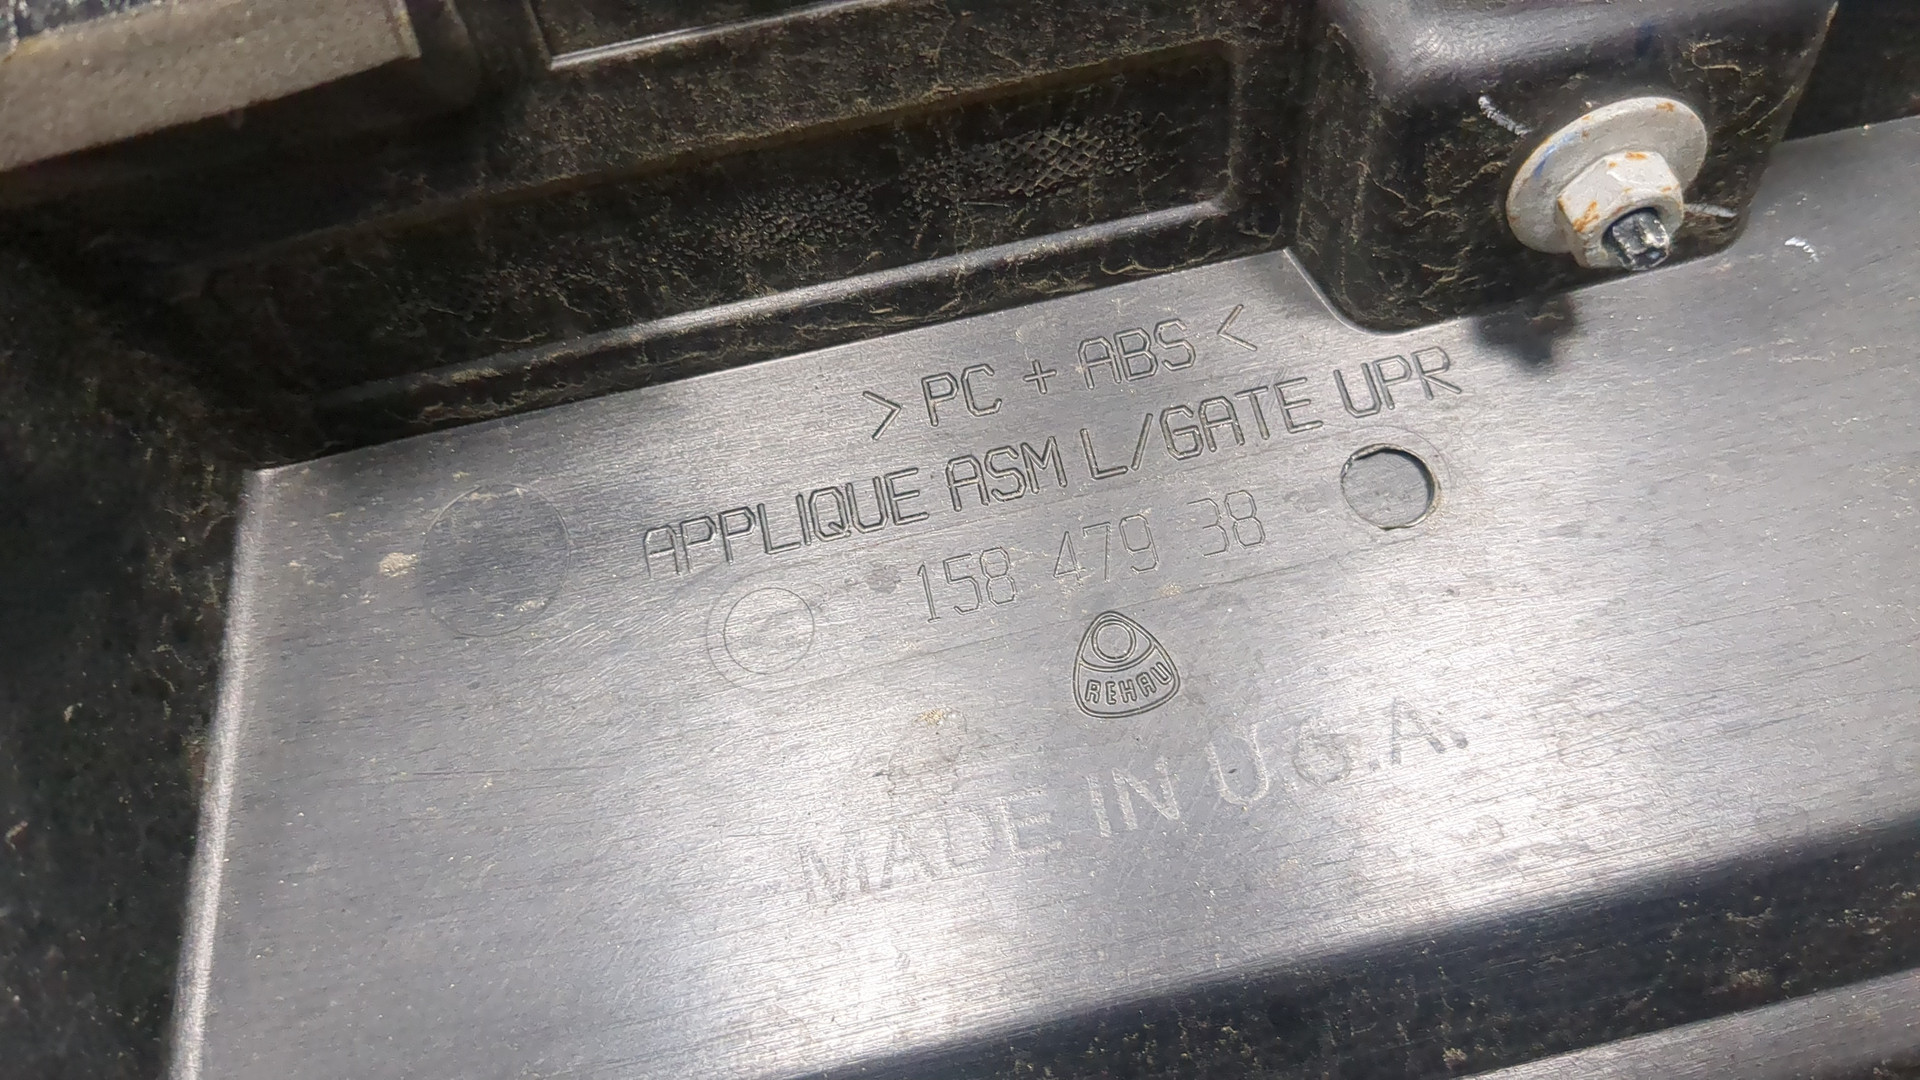 >PC + ABS<
APPLIQUE ASM L/GATE UPR
158 479 38
REHAU
MADE IN U.S.A.